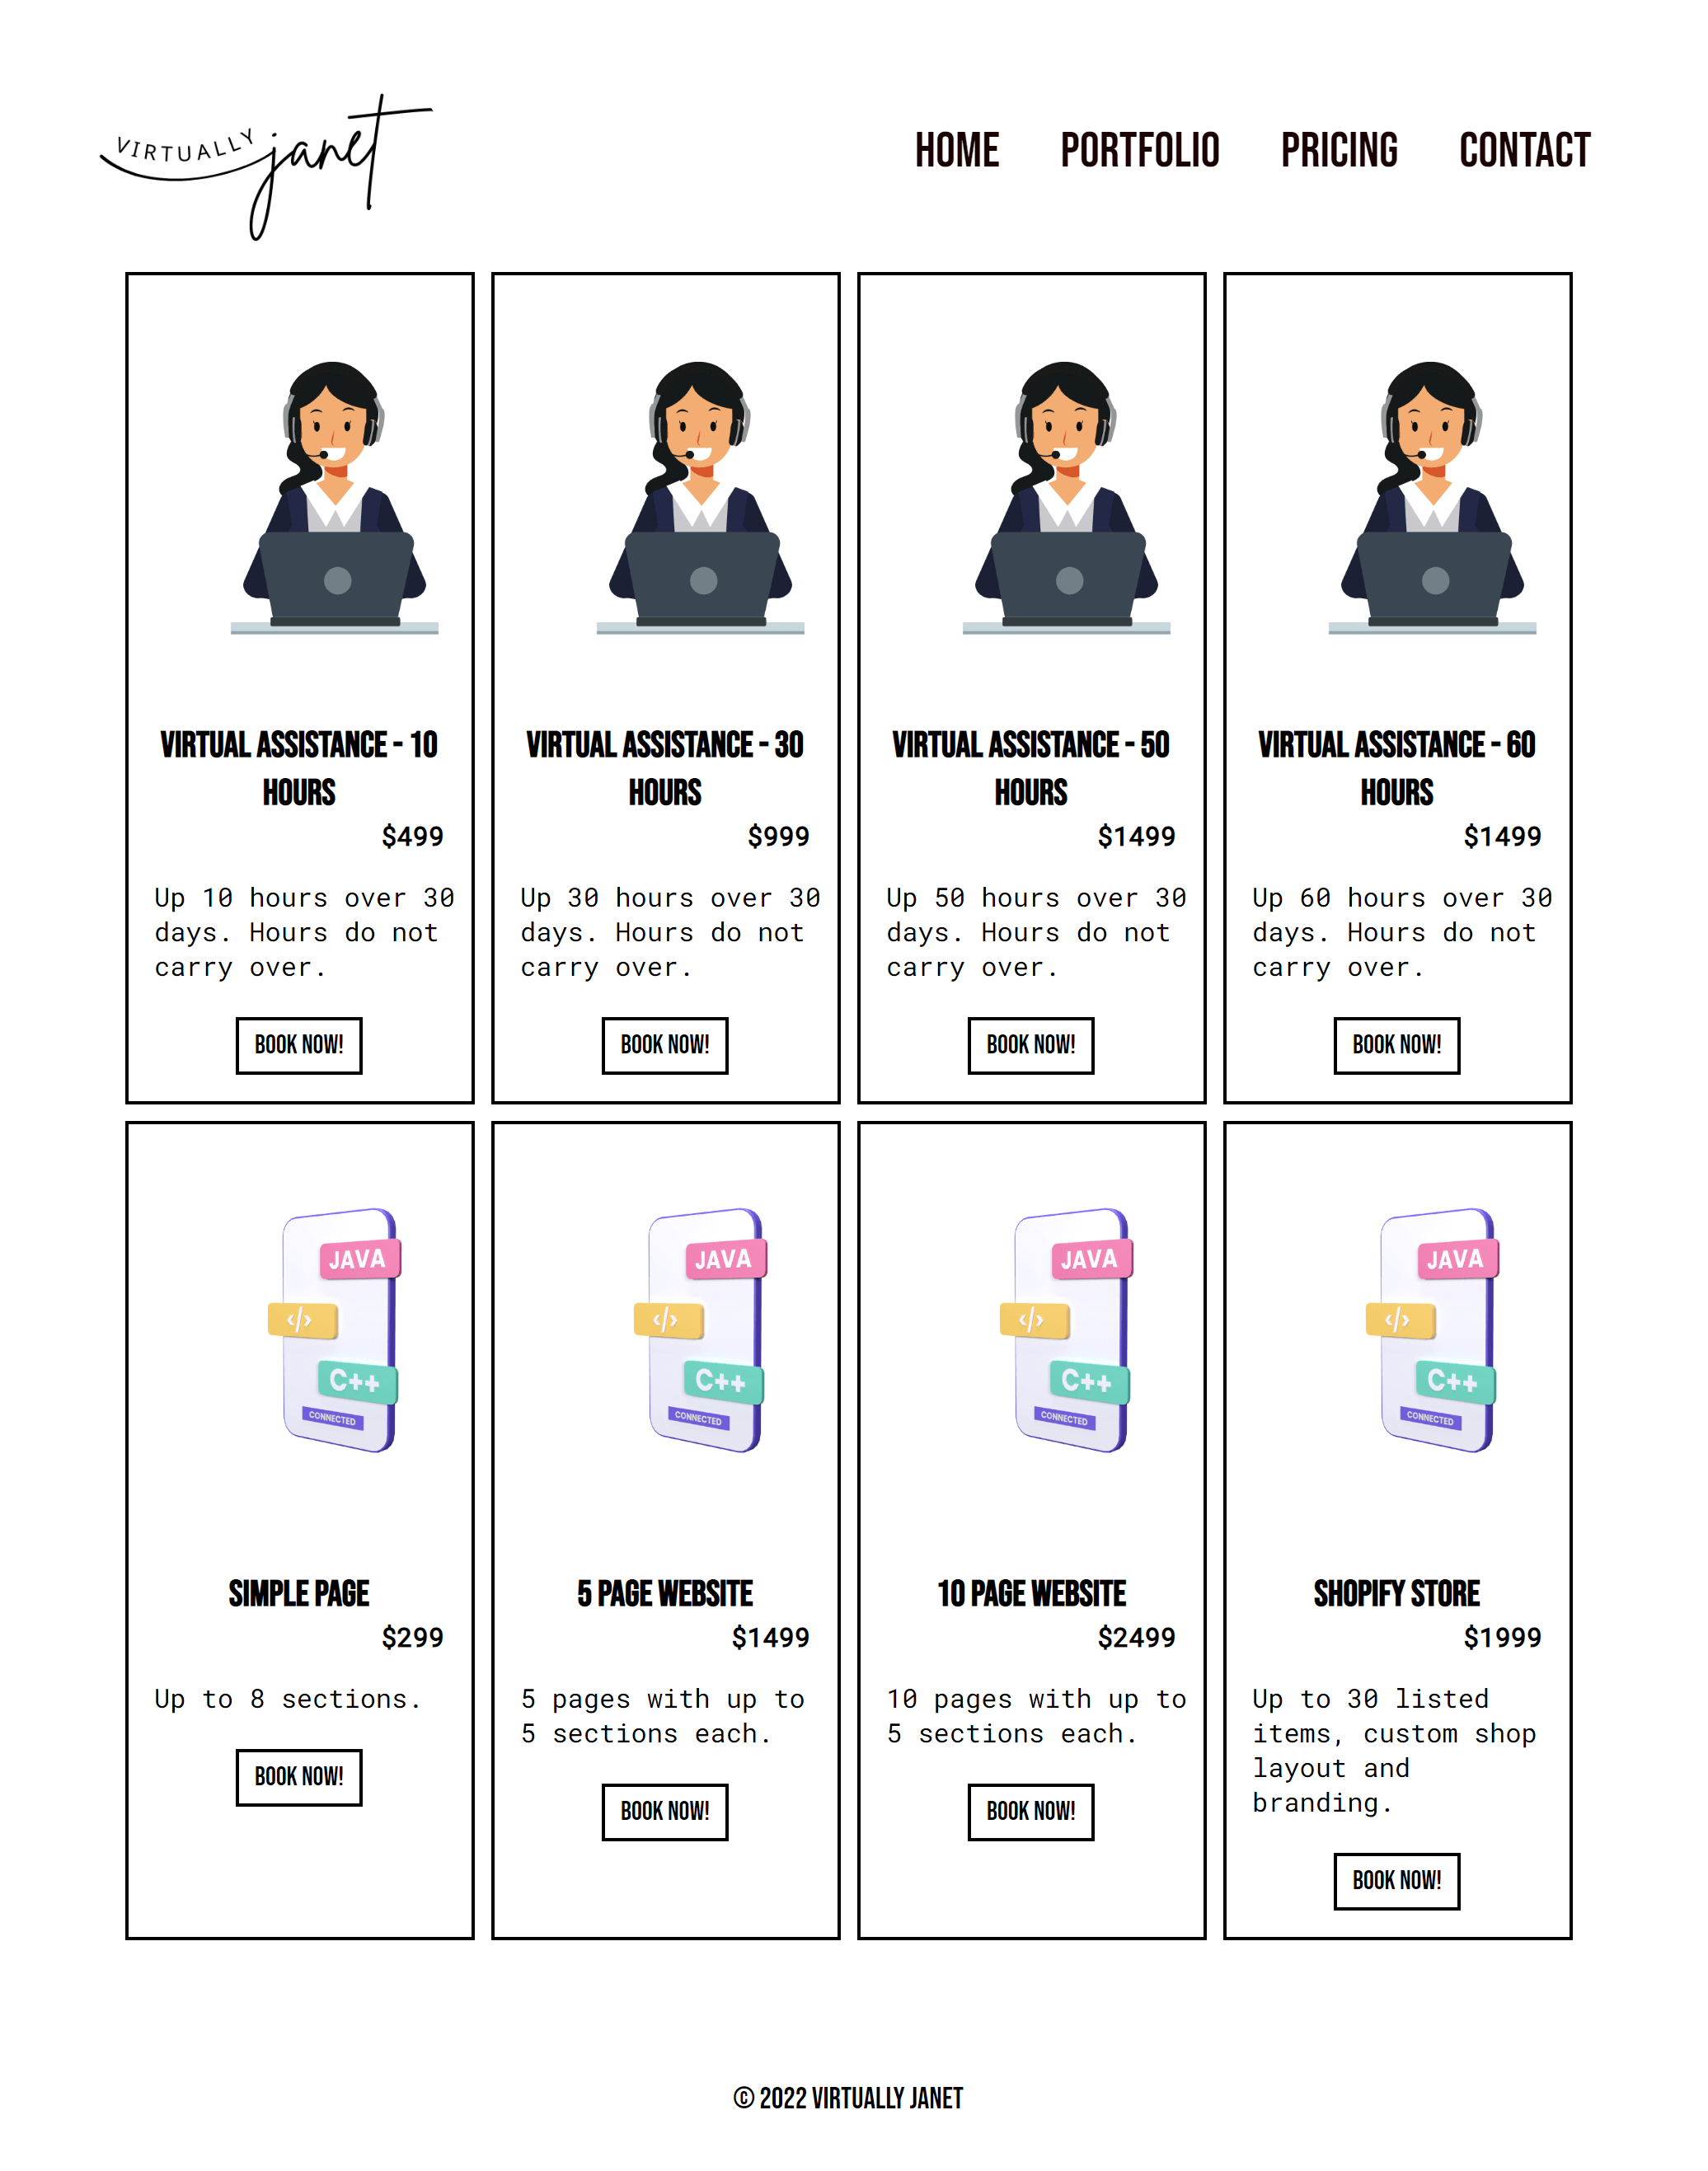 VIRTUALLY janet
HOME PORTFOLIO PRICING CONTACT
VIRTUAL ASSISTANCE - 10
HOURS
$499
Up 10 hours over 30
days. Hours do not
carry over.
BOOK NOW!
VIRTUAL ASSISTANCE - 30
HOURS
$999
Up 30 hours over 30
days. Hours do not
carry over.
BOOK NOW!
VIRTUAL ASSISTANCE - 50
HOURS
$1499
Up 50 hours over 30
days. Hours do not
carry over.
BOOK NOW!
VIRTUAL ASSISTANCE - 60
HOURS
$1499
Up 60 hours over 30
days. Hours do not
carry over.
BOOK NOW!
JAVA
</>
C++
CONNECTED
SIMPLE PAGE
$299
Up to 8 sections.
BOOK NOW!
JAVA
</>
C++
CONNECTED
5 PAGE WEBSITE
$1499
5 pages with up to
5 sections each.
BOOK NOW!
JAVA
</>
C++
CONNECTED
10 PAGE WEBSITE
$2499
10 pages with up to
5 sections each.
BOOK NOW!
JAVA
</>
C++
CONNECTED
SHOPIFY STORE
$1999
Up to 30 listed
items, custom shop
layout and
branding.
BOOK NOW!
© 2022 VIRTUALLY JANET